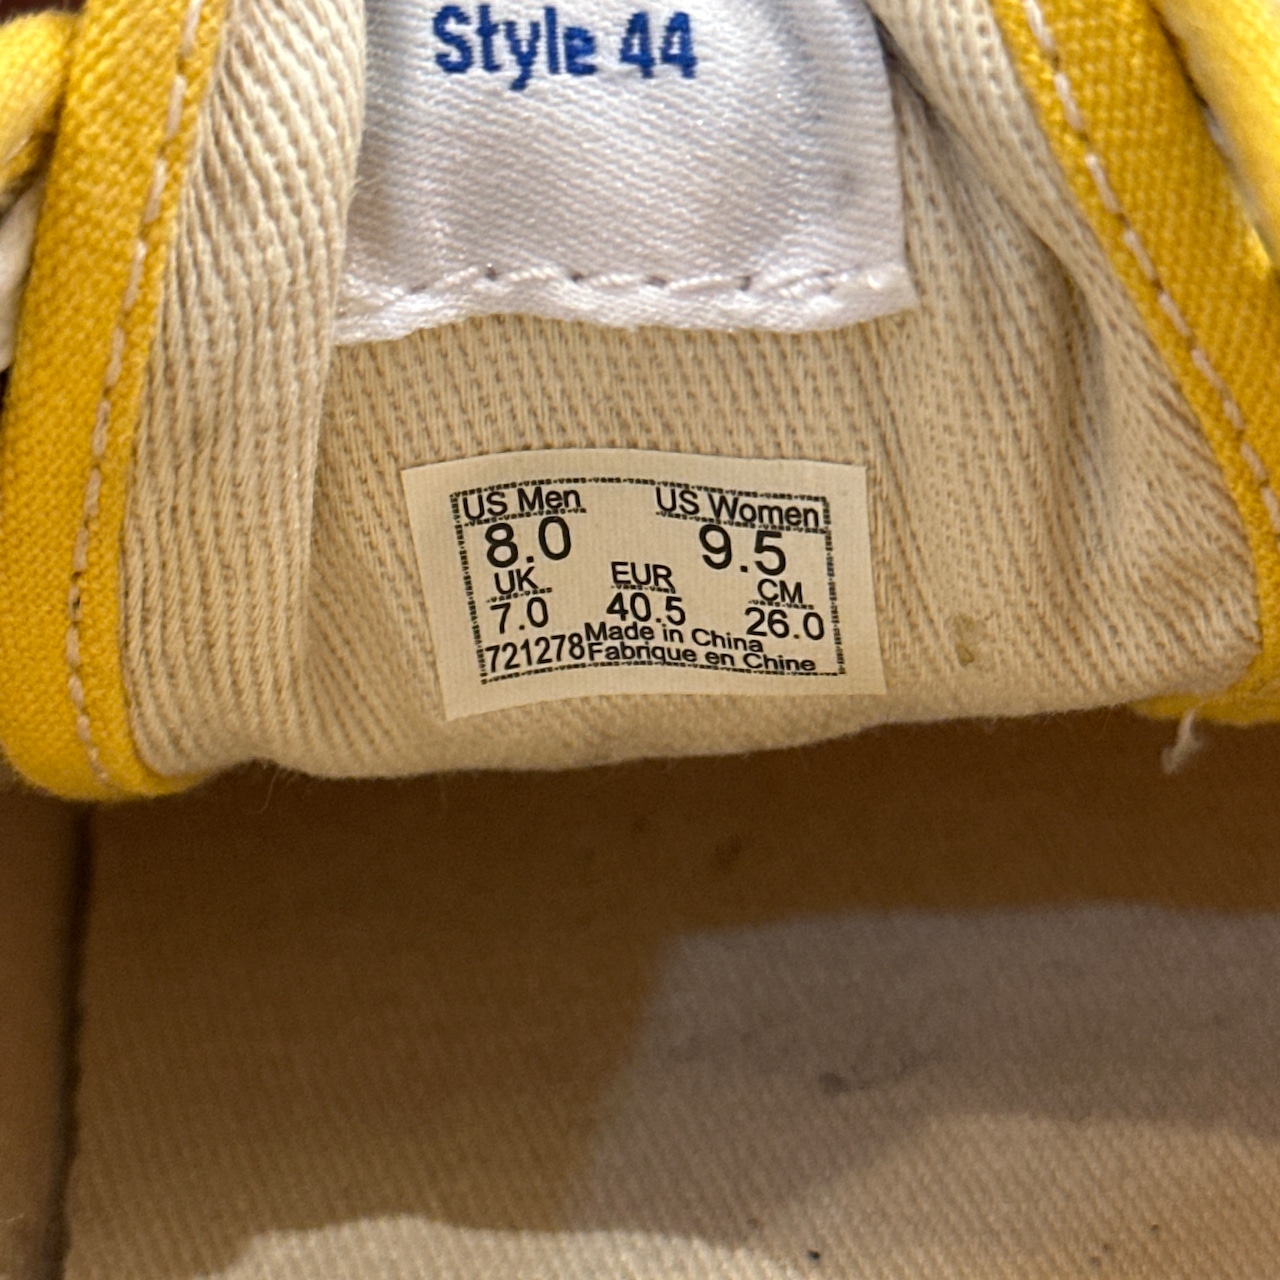 Style 44
US Men US Women
8.0 9.5
UK EUR CM
7.0 40.5 26.0
Made in China
721278 Fabrique en Chine